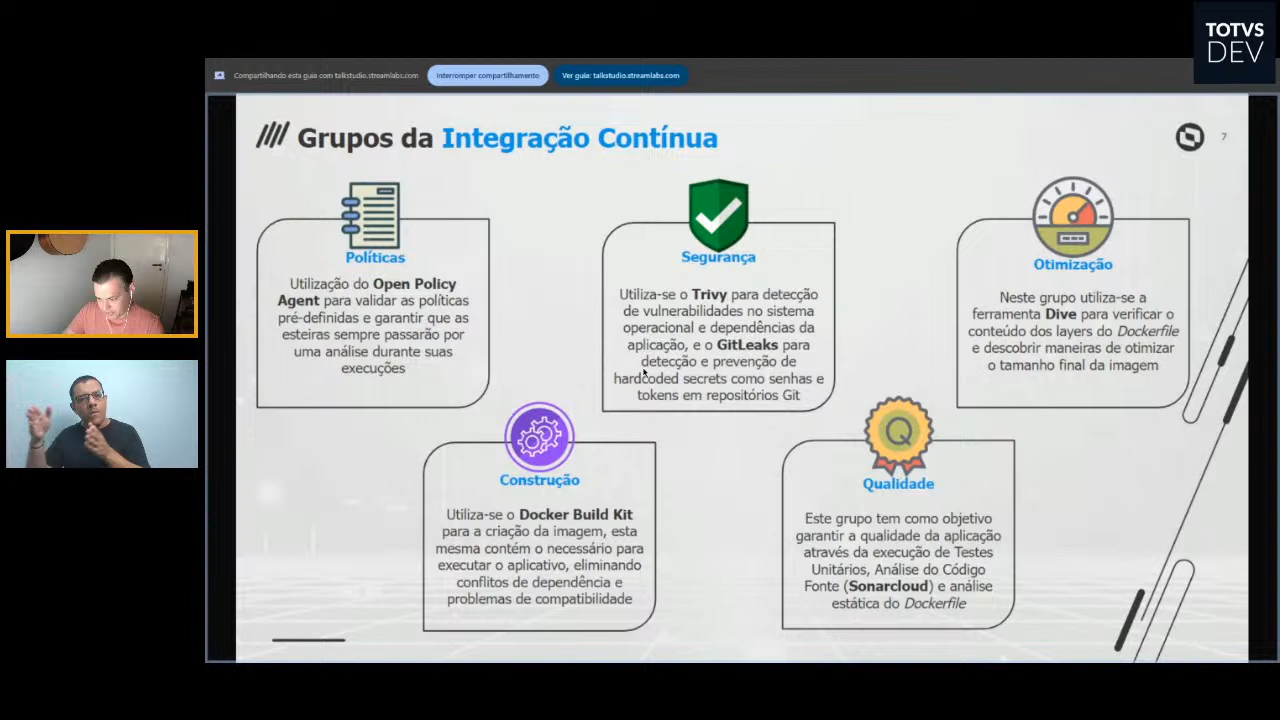 TOTVS
DEV
Compartilhando esta guia com talkstudio.streamlabs.com
Interromper compartilhamento
Ver guia: talkstudio.streamlabs.com
Grupos da Integração Contínua
7
Políticas
Utilização do Open Policy
Agent para validar as políticas
pré-definidas e garantir que as
esteiras sempre passarão por
uma análise durante suas
execuções
Segurança
Utiliza-se o Trivy para detecção
de vulnerabilidades no sistema
operacional e dependências da
aplicação, e o GitLeaks para
detecção e prevenção de
hardcoded secrets como senhas e
tokens em repositórios Git
Otimização
Neste grupo utiliza-se a
ferramenta Dive para verificar o
conteúdo dos layers do Dockerfile
e descobrir maneiras de otimizar
o tamanho final da imagem
Construção
Utiliza-se o Docker Build Kit
para a criação da imagem, esta
mesma contém o necessário para
executar o aplicativo, eliminando
conflitos de dependência e
problemas de compatibilidade
Q
Qualidade
Este grupo tem como objetivo
garantir a qualidade da aplicação
através da execução de Testes
Unitários, Análise do Código
Fonte (Sonarcloud) e análise
estática do Dockerfile